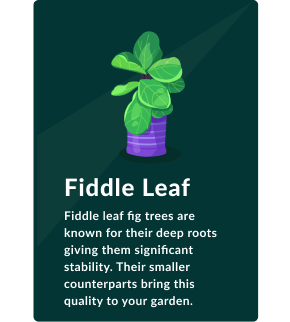 Fiddle Leaf
Fiddle leaf fig trees are
known for their deep roots
giving them significant
stability. Their smaller
counterparts bring this
quality to your garden.